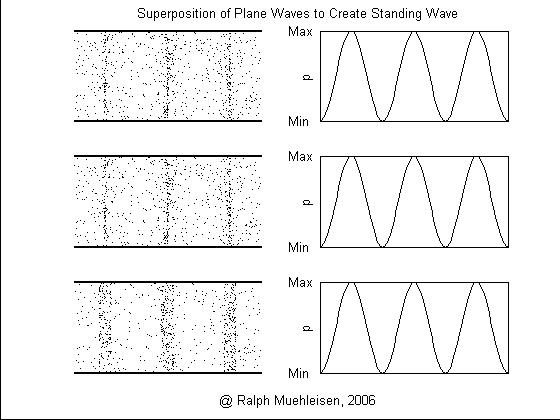 Superposition of Plane Waves to Create Standing Wave
Max
p
Min
Max
p
Min
Max
p
Min
@ Ralph Muehleisen, 2006